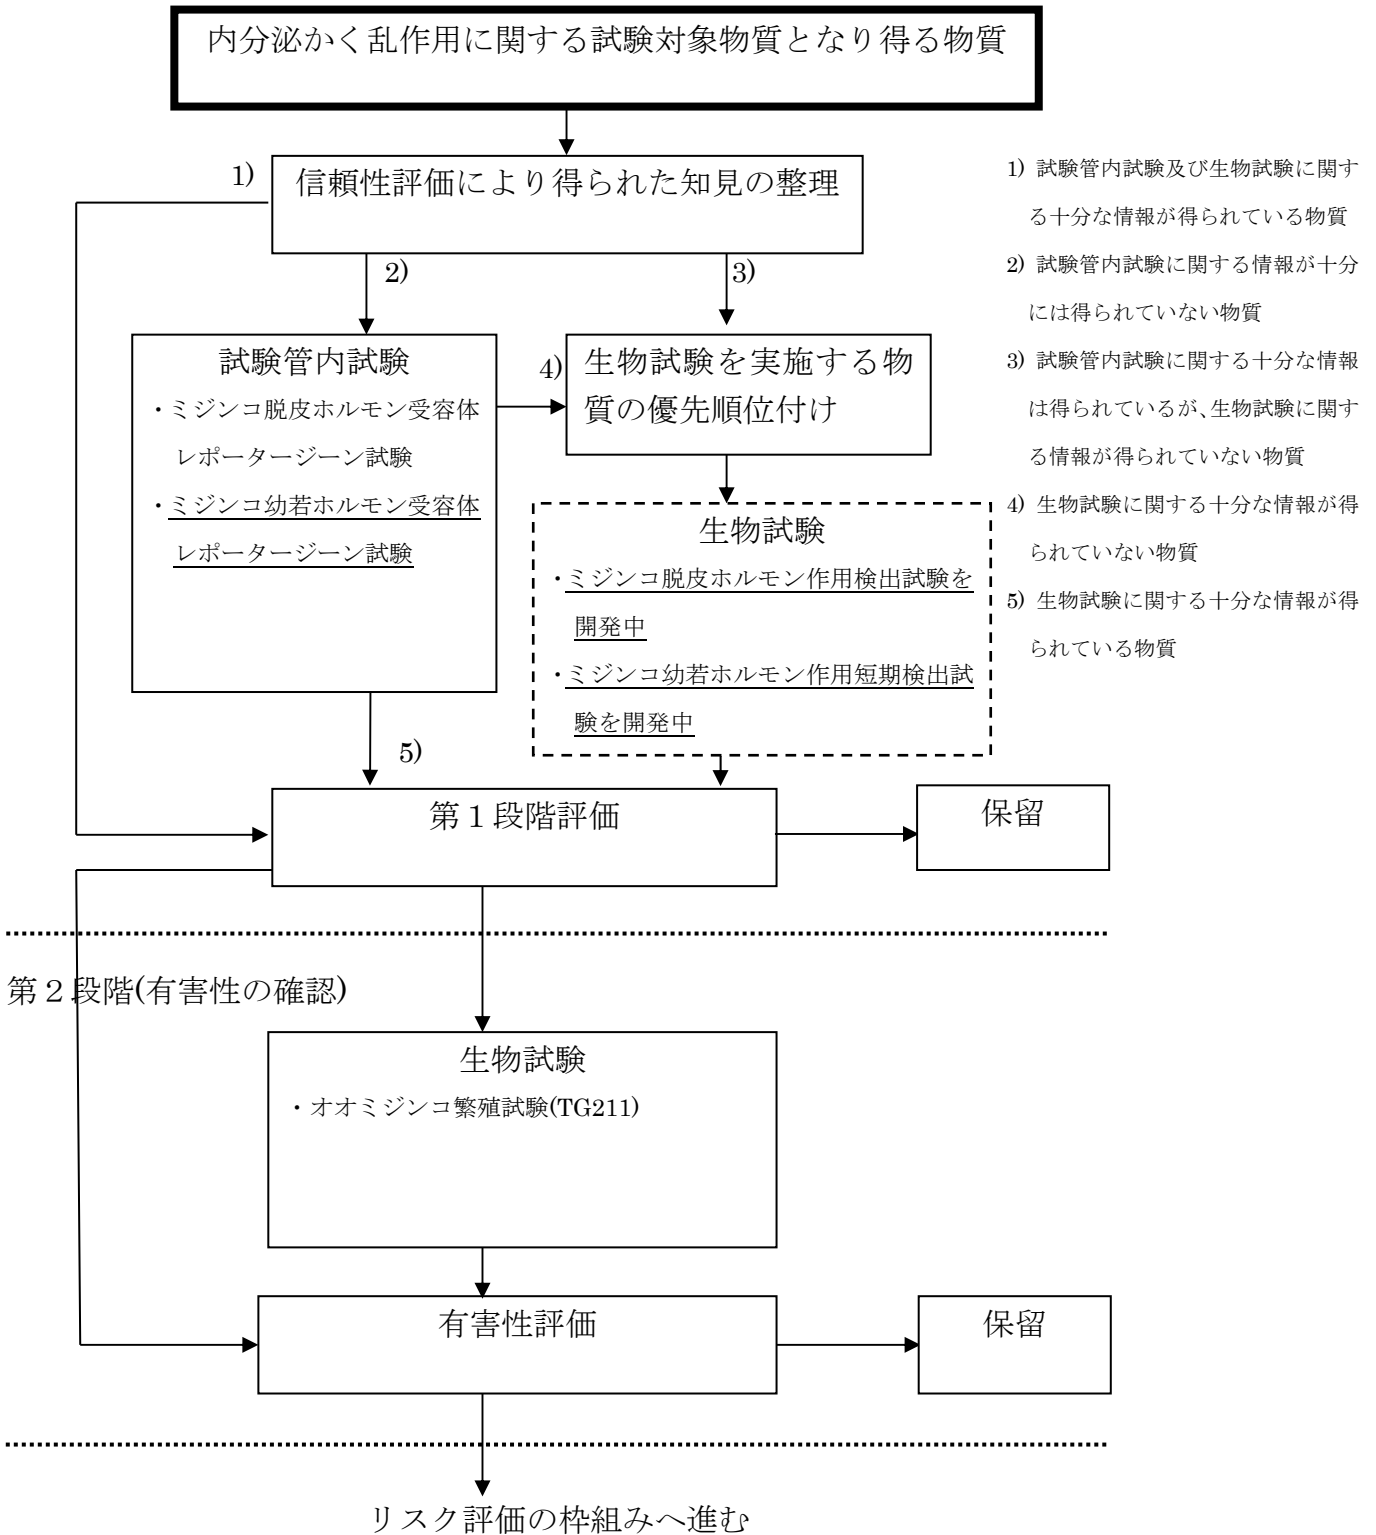 内分泌かく乱作用に関する試験対象物質となり得る物質
1)
信頼性評価により得られた知見の整理
2)
3)
試験管内試験
・ミジンコ脱皮ホルモン受容体
レポータージーン試験
・ミジンコ幼若ホルモン受容体
レポータージーン試験
4)
生物試験を実施する物
質の優先順位付け
生物試験
・ミジンコ脱皮ホルモン作用検出試験を
開発中
・ミジンコ幼若ホルモン作用短期検出試
験を開発中
1) 試験管内試験及び生物試験に関す
る十分な情報が得られている物質
2) 試験管内試験に関する情報が十分
には得られていない物質
3) 試験管内試験に関する十分な情報
は得られているが、生物試験に関す
る情報が得られていない物質
4) 生物試験に関する十分な情報が得
られていない物質
5) 生物試験に関する十分な情報が得
られている物質
5)
第１段階評価
保留
第２段階(有害性の確認)
生物試験
・オオミジンコ繁殖試験(TG211)
有害性評価
保留
リスク評価の枠組みへ進む